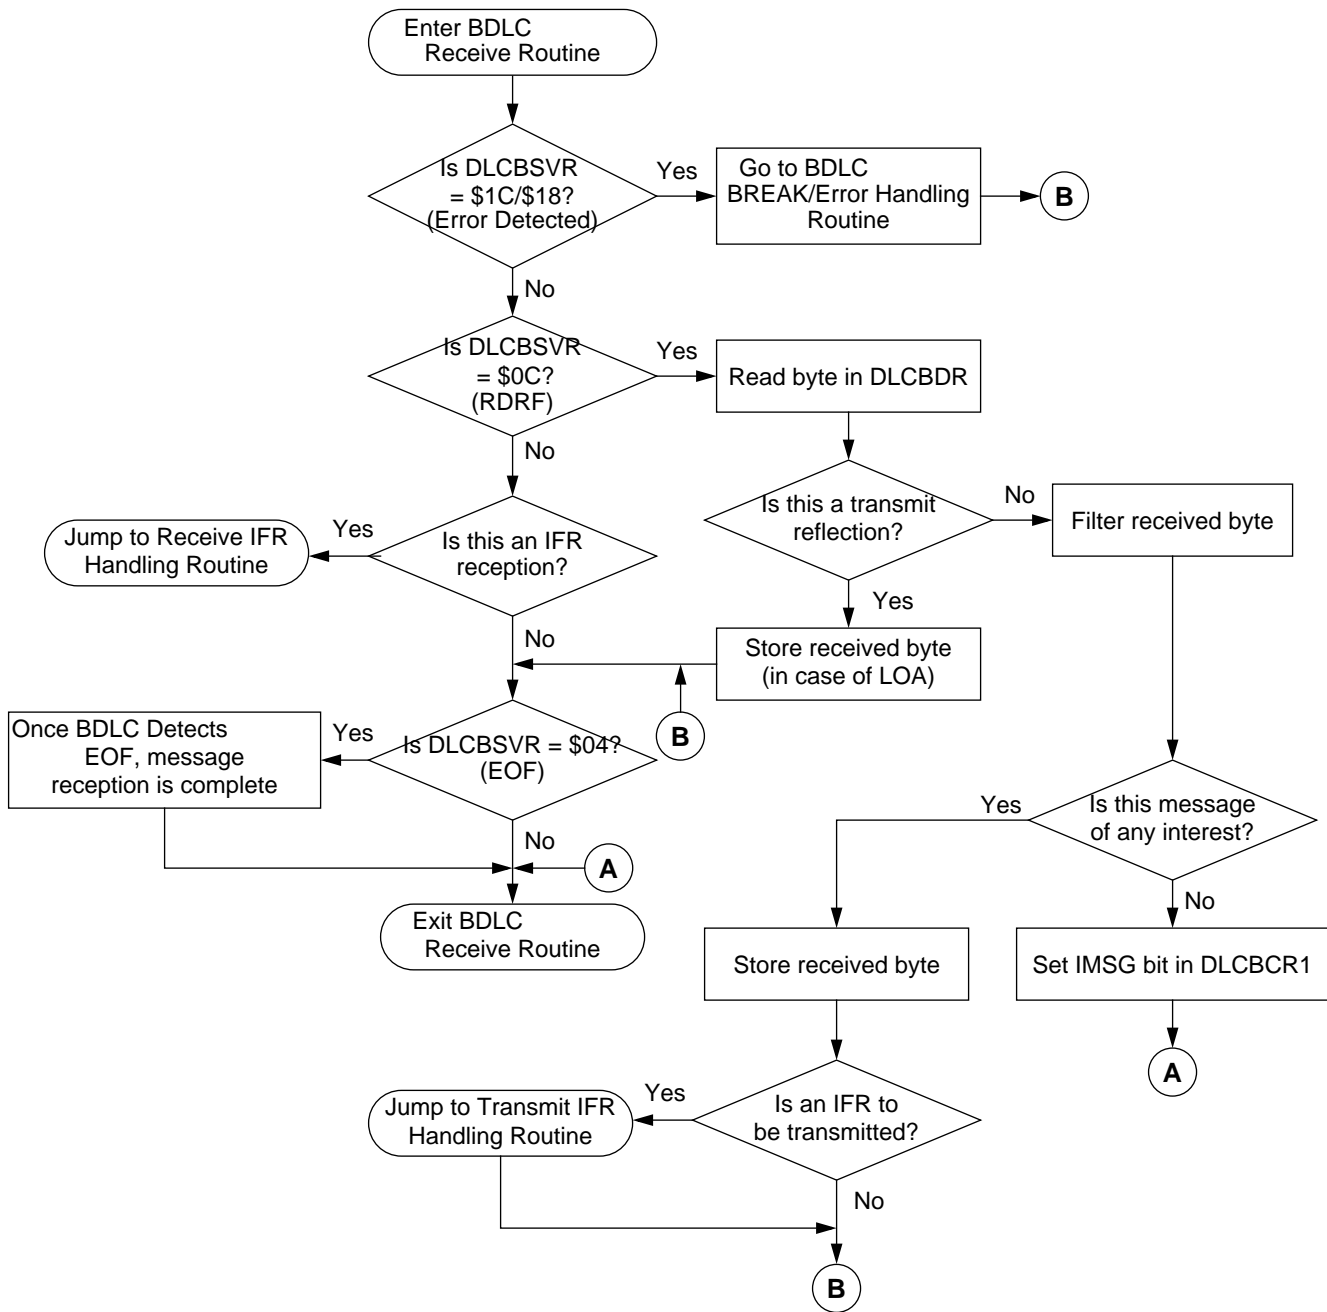 Enter BDLC
Receive Routine
Is DLCBSVR
= $1C/$18?
(Error Detected)
Yes
Go to BDLC
BREAK/Error Handling
Routine
B
No
Is DLCBSVR
= $0C?
(RDRF)
Yes
Read byte in DLCBDR
No
Is this a transmit
reflection?
No
Filter received byte
Yes
Is this an IFR
reception?
Yes
Jump to Receive IFR
Handling Routine
No
Store received byte
(in case of LOA)
B
Is DLCBSVR = $04?
(EOF)
Yes
Once BDLC Detects
EOF, message
reception is complete
No
A
Exit BDLC
Receive Routine
Is this message
of any interest?
Yes
No
Store received byte
Set IMSG bit in DLCBCR1
A
Is an IFR to
be transmitted?
Yes
Jump to Transmit IFR
Handling Routine
No
B